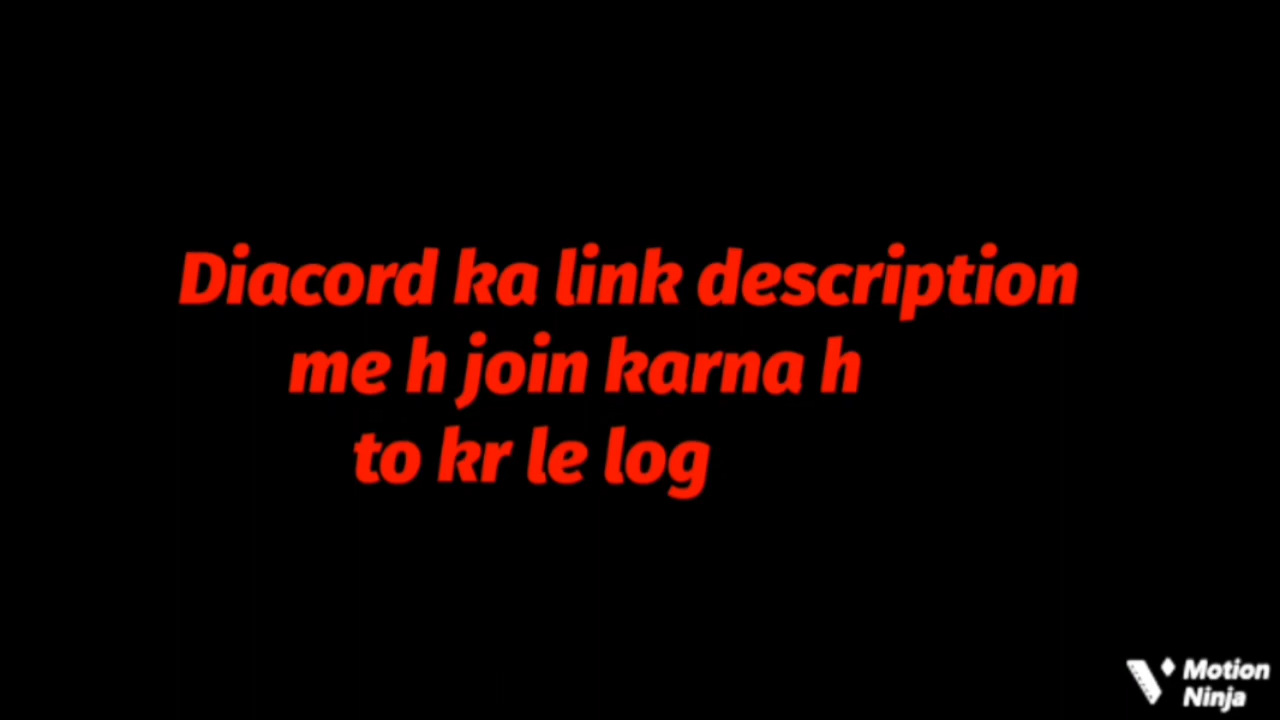 Diacord ka link description
me h join karna h
to kr le log
Motion
Ninja